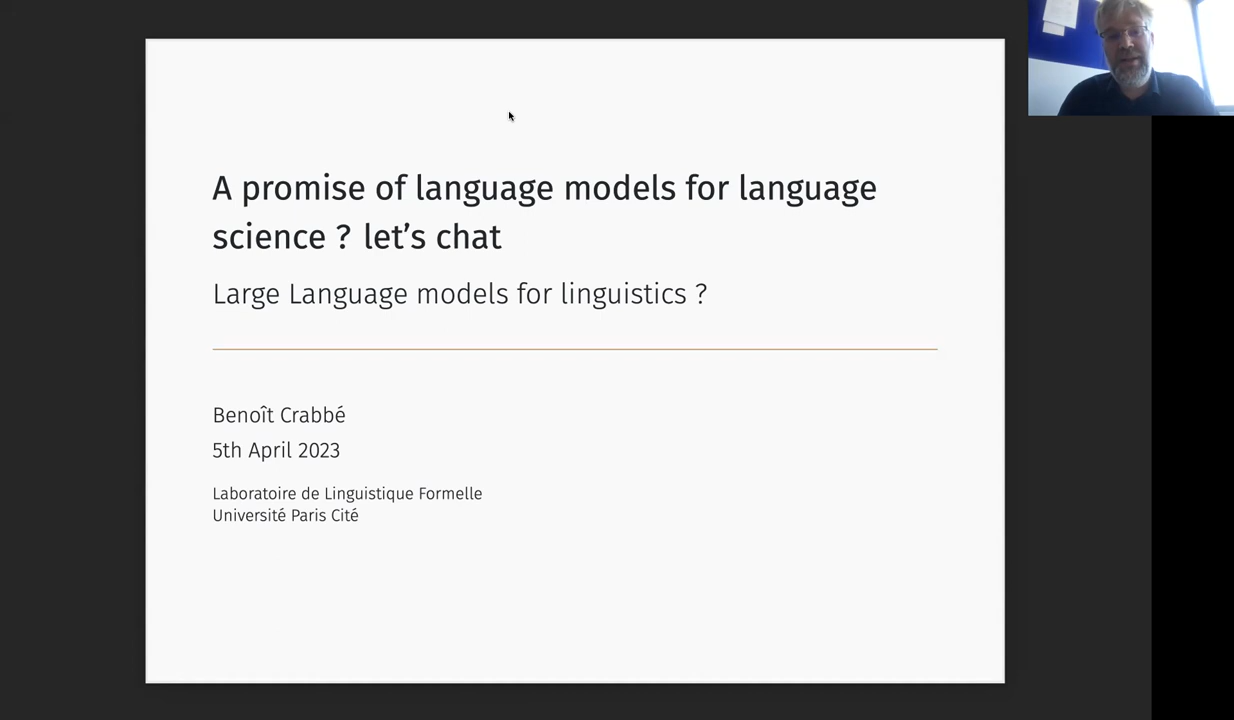 A promise of language models for language
science ? let’s chat
Large Language models for linguistics ?
Benoît Crabbé
5th April 2023
Laboratoire de Linguistique Formelle
Université Paris Cité